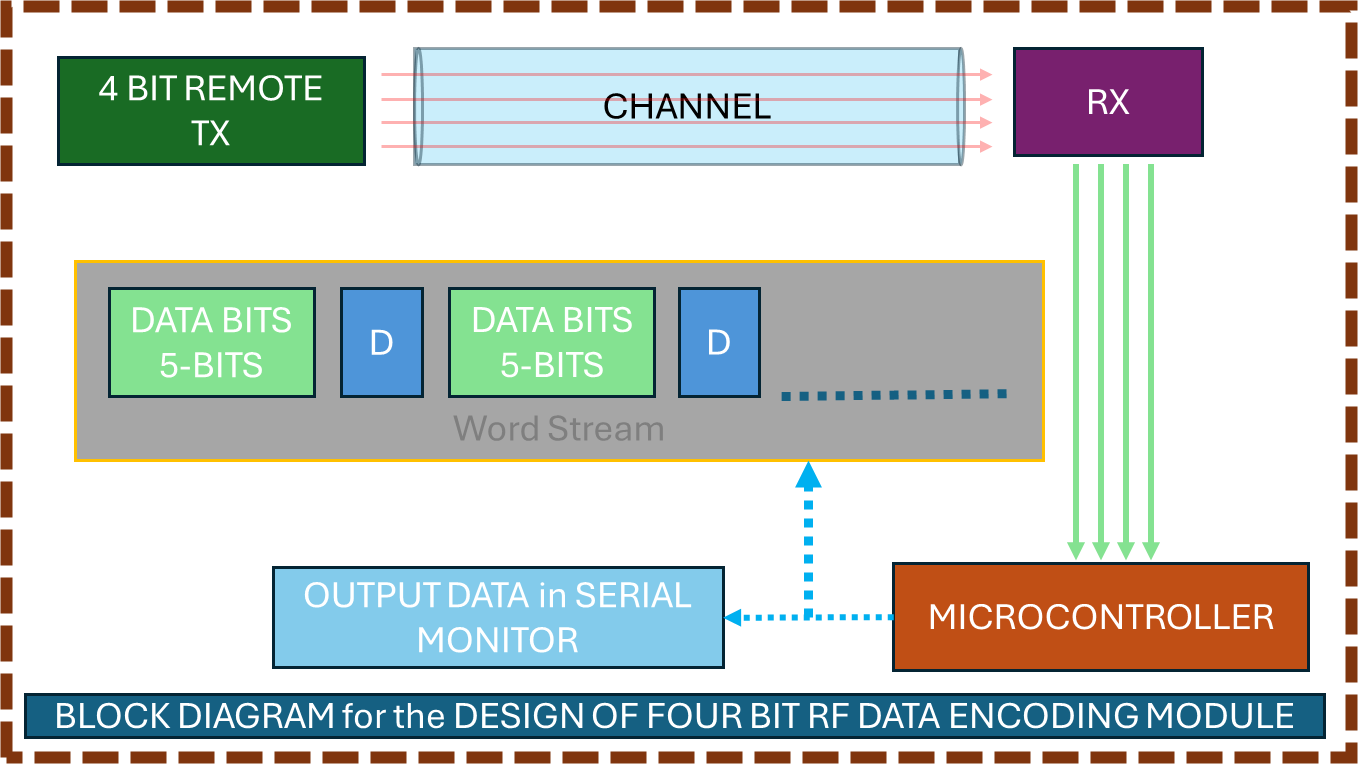 4 BIT REMOTE
TX
CHANNEL
RX
DATA BITS
5-BITS
D
DATA BITS
5-BITS
D
Word Stream
OUTPUT DATA in SERIAL
MONITOR
MICROCONTROLLER
BLOCK DIAGRAM for the DESIGN OF FOUR BIT RF DATA ENCODING MODULE